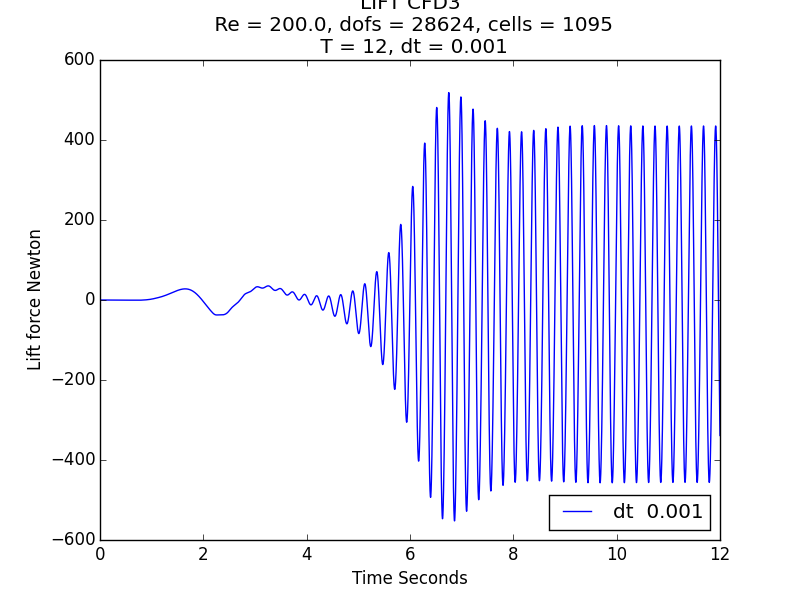 LIFT CFD3
Re = 200.0, dofs = 28624, cells = 1095
T = 12, dt = 0.001
600
400
200
0
−200
−400
−600
Lift force Newton
0 2 4 6 8 10 12
Time Seconds
dt 0.001